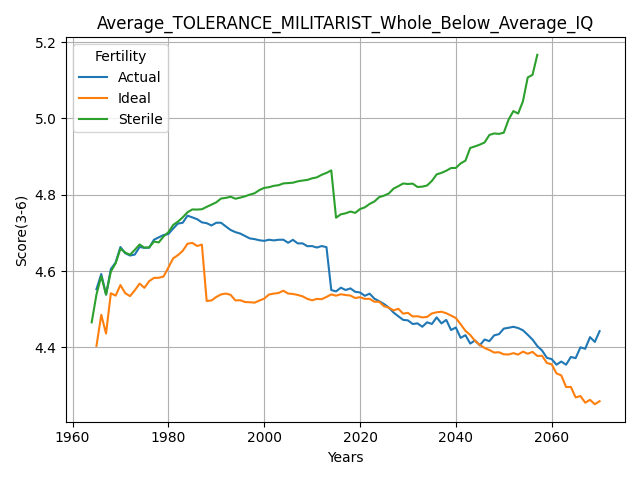 Average_TOLERANCE_MILITARIST_Whole_Below_Average_IQ
Fertility
Actual
Ideal
Sterile
Score(3-6)
5.2
5.0
4.8
4.6
4.4
1960 1980 2000 2020 2040 2060
Years